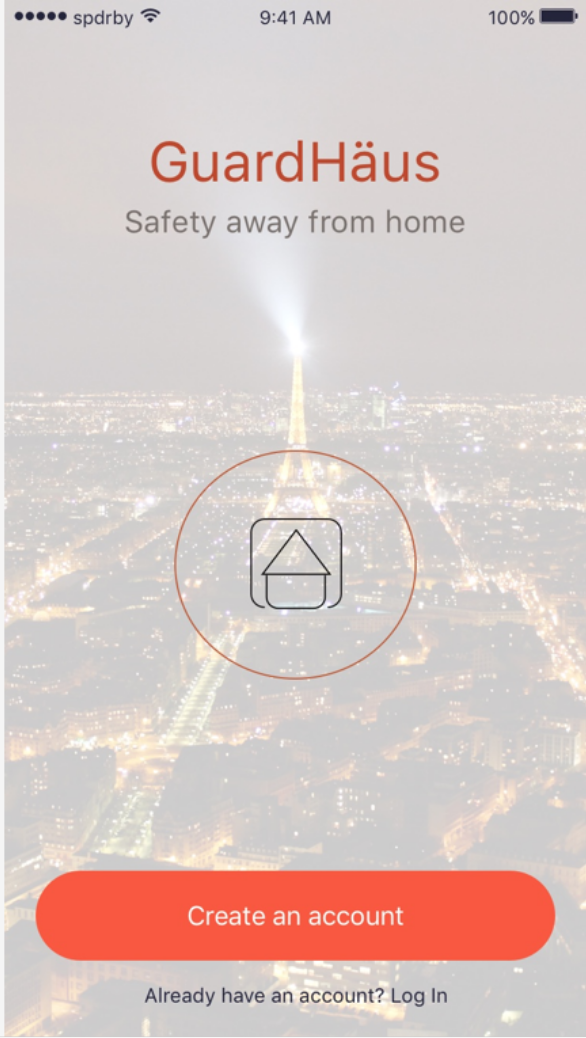 spdrby 9:41 AM 100%
GuardHäus
Safety away from home
Create an account
Already have an account? Log In